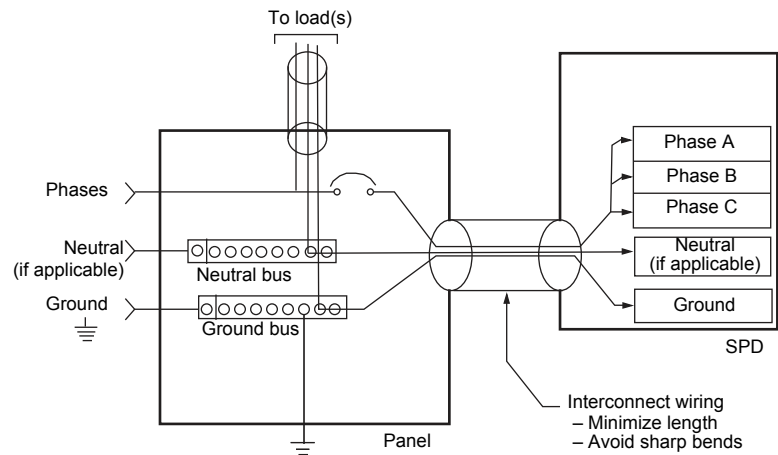 To load(s)
Phases
Neutral
(if applicable)
Ground
Neutral bus
Ground bus
Panel
Phase A
Phase B
Phase C
Neutral
(if applicable)
Ground
SPD
Interconnect wiring
– Minimize length
– Avoid sharp bends